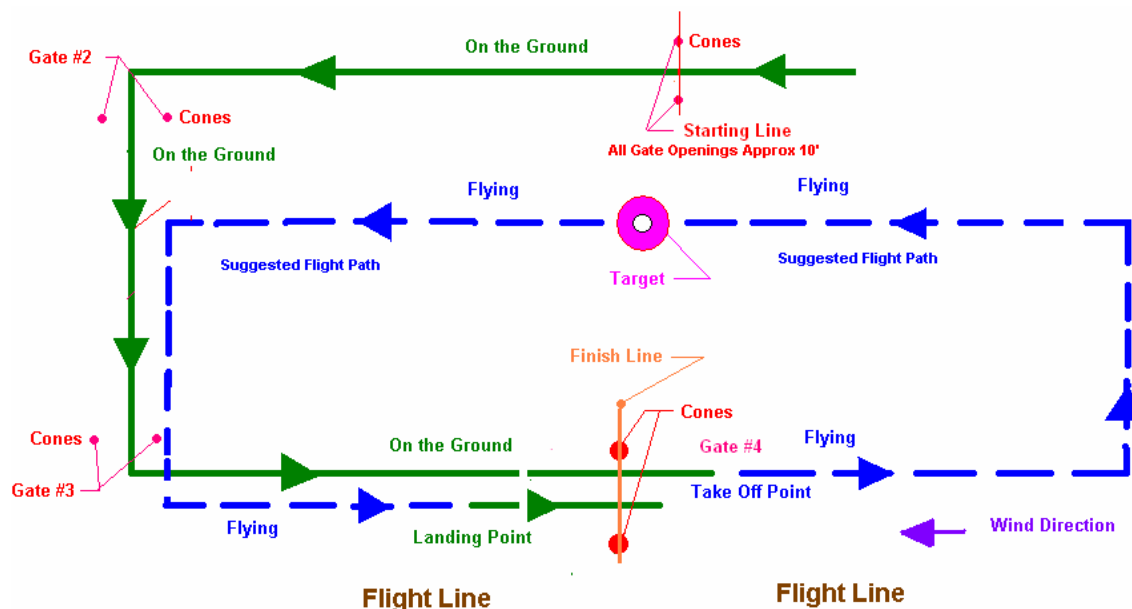 On the Ground
Cones
Gate #2
Cones
Starting Line
All Gate Openings Approx 10'
On the Ground
Flying
Flying
Suggested Flight Path
Suggested Flight Path
Target
Finish Line
Cones
Cones
On the Ground
Gate #4
Flying
Gate #3
Take Off Point
Flying
Landing Point
Wind Direction
Flight Line
Flight Line